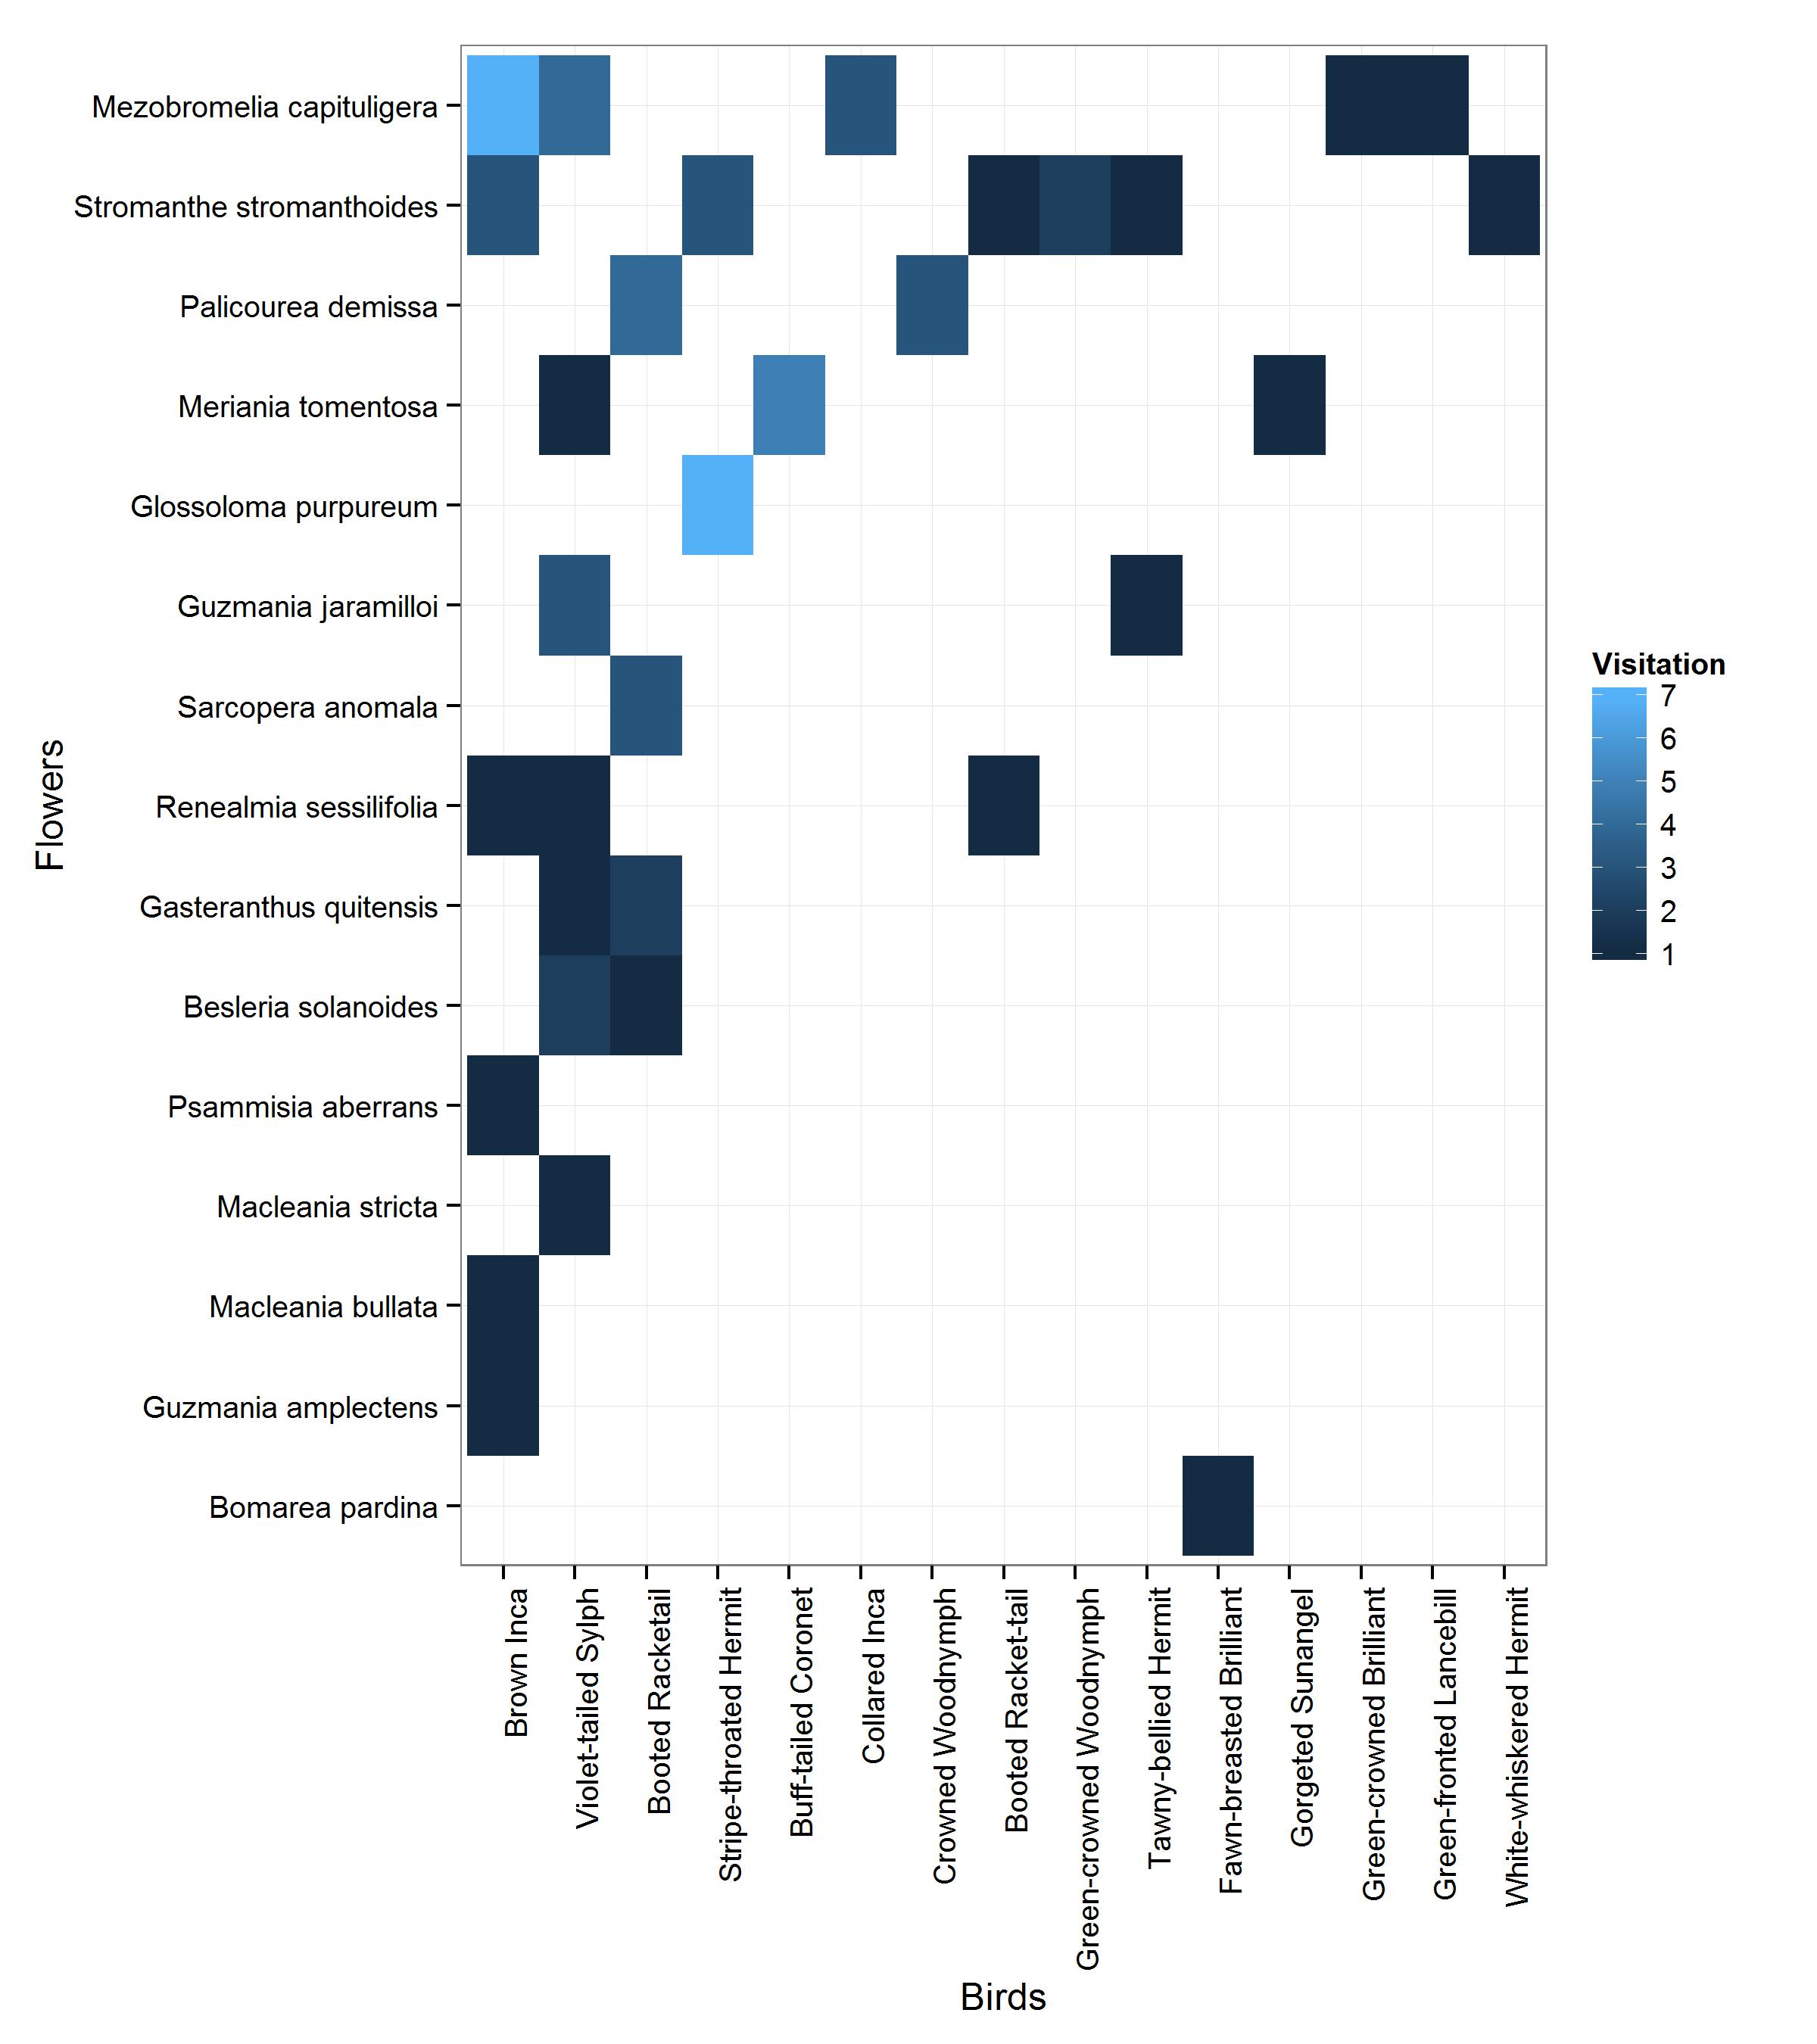 Mezobromelia capituligera
Stromanthe stromanthoides
Palicourea demissa
Meriania tomentosa
Glossoloma purpureum
Guzmania jaramilloi
Sarcopera anomala
Renealmia sessilifolia
Gasteranthus quitensis
Besleria solanoides
Psammisia aberrans
Macleania stricta
Macleania bullata
Guzmania amplectens
Bomarea pardina
Flowers
Brown Inca
Violet-tailed Sylph
Booted Racketail
Stripe-throated Hermit
Buff-tailed Coronet
Collared Inca
Crowned Woodnymph
Booted Racket-tail
Green-crowned Woodnymph
Tawny-bellied Hermit
Fawn-breasted Brilliant
Gorgeted Sunangel
Green-crowned Brilliant
Green-fronted Lancebill
White-whiskered Hermit
Birds
Visitation
7
6
5
4
3
2
1